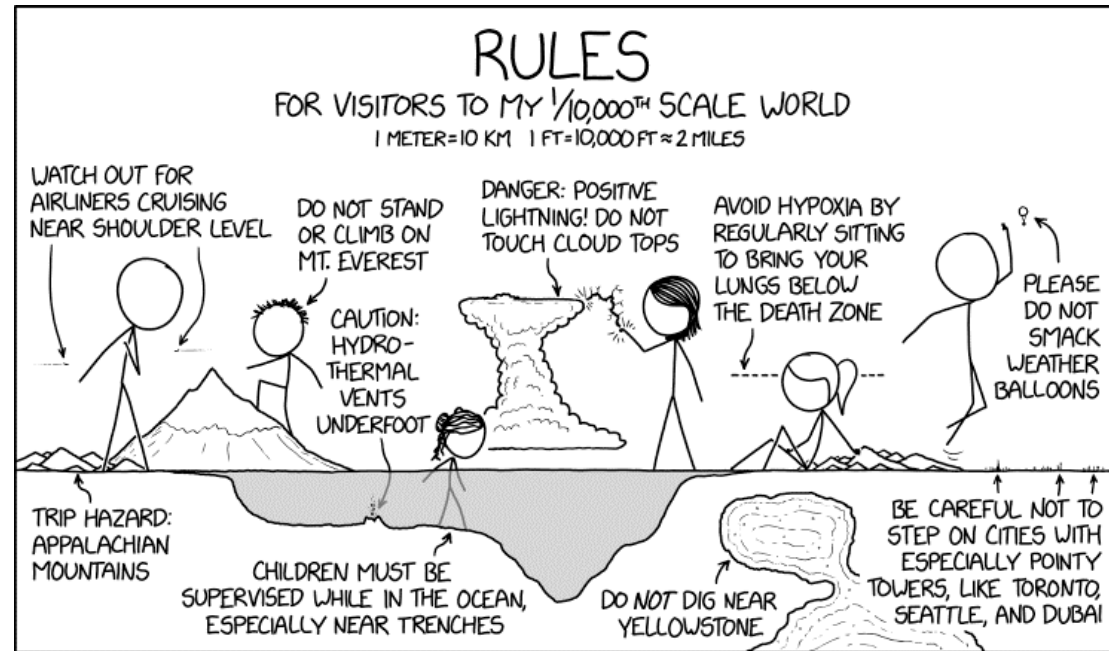 RULES
FOR VISITORS TO MY 1/10,000TH SCALE WORLD
1 METER=10 KM 1 FT=10,000 FT≈2 MILES
WATCH OUT FOR
AIRLINERS CRUISING
NEAR SHOULDER LEVEL
DO NOT STAND
OR CLIMB ON
MT. EVEREST
CAUTION:
HYDRO-
THERMAL
VENTS
UNDERFOOT
DANGER: POSITIVE
LIGHTNING! DO NOT
TOUCH CLOUD TOPS
AVOID HYPOXIA BY
REGULARLY SITTING
TO BRING YOUR
LUNGS BELOW
THE DEATH ZONE
PLEASE
DO NOT
SMACK
WEATHER
BALLOONS
TRIP HAZARD:
APPALACHIAN
MOUNTAINS
CHILDREN MUST BE
SUPERVISED WHILE IN THE OCEAN,
ESPECIALLY NEAR TRENCHES
DO NOT DIG NEAR
YELLOWSTONE
BE CAREFUL NOT TO
STEP ON CITIES WITH
ESPECIALLY POINTY
TOWERS, LIKE TORONTO,
SEATTLE, AND DUBAI